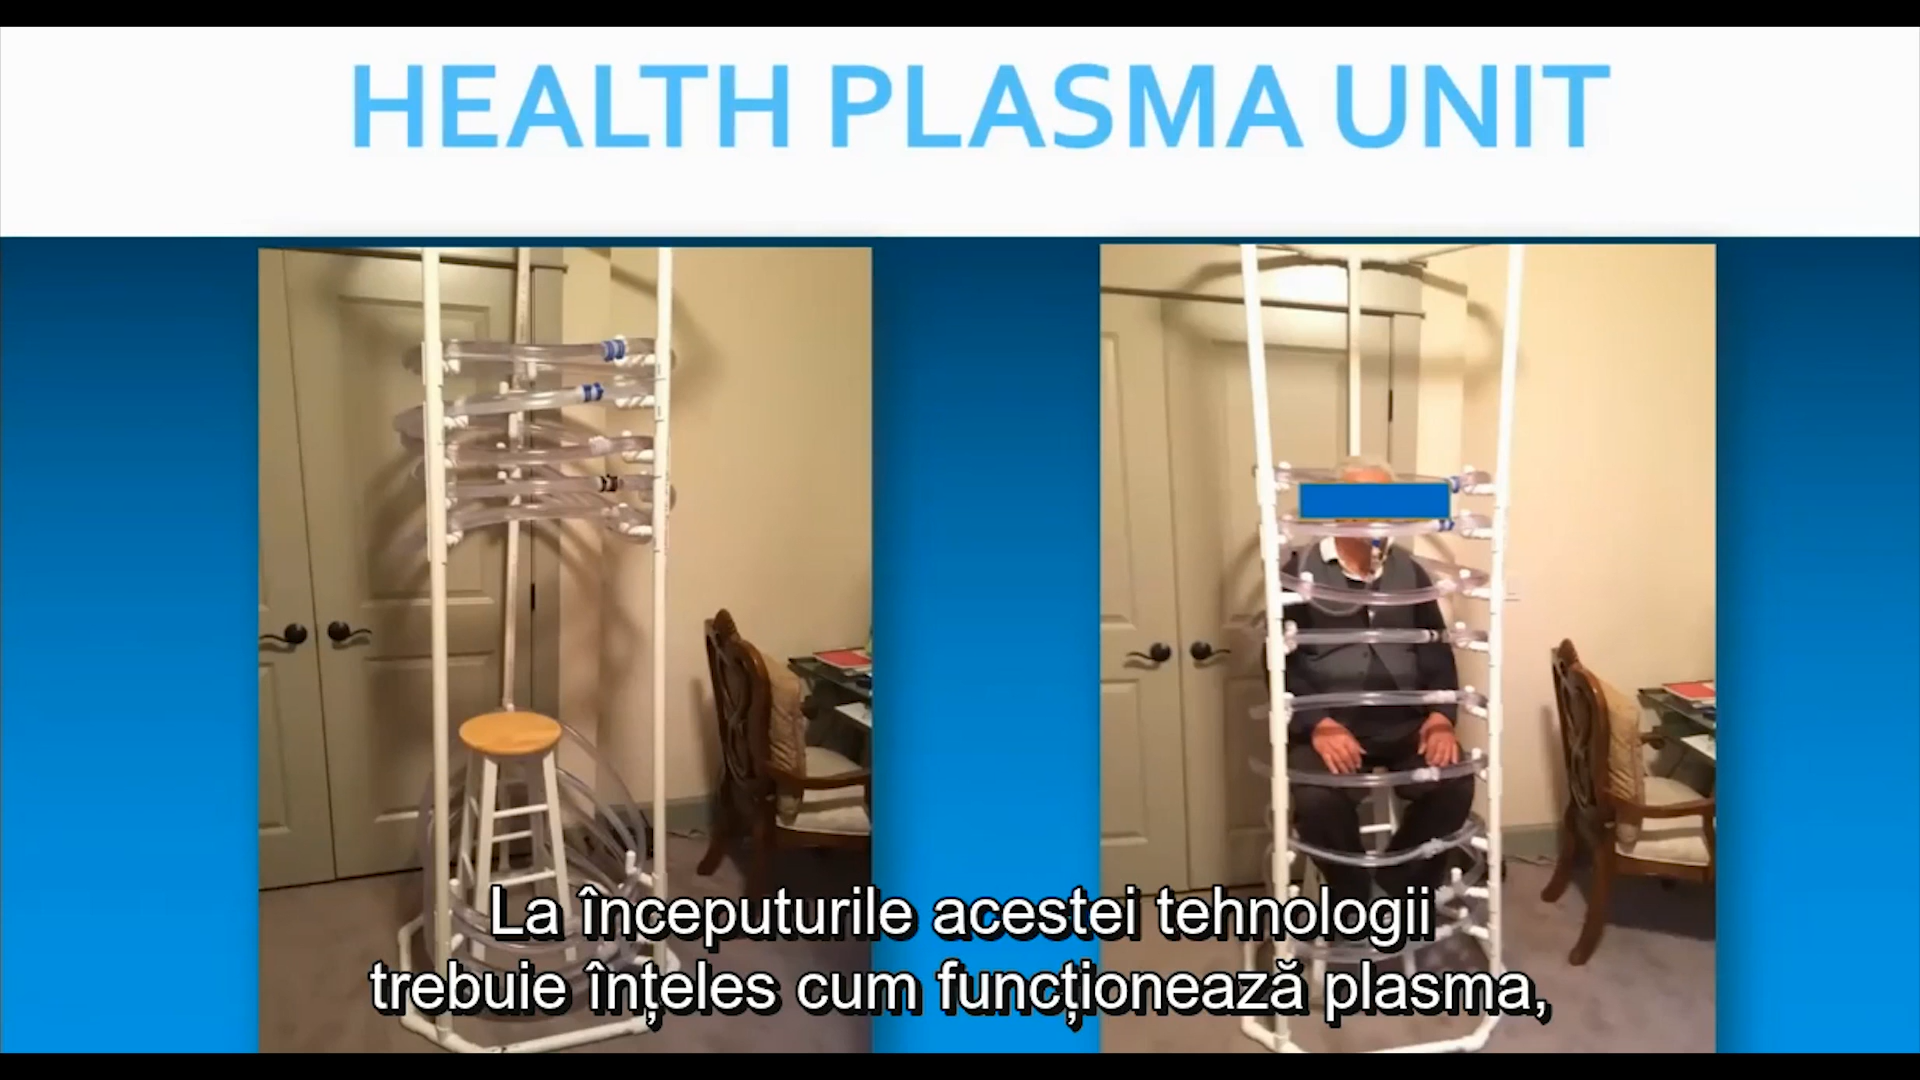 HEALTH PLASMA UNIT
La începuturile acestei tehnologii
trebuie înțeles cum funcționează plasma,